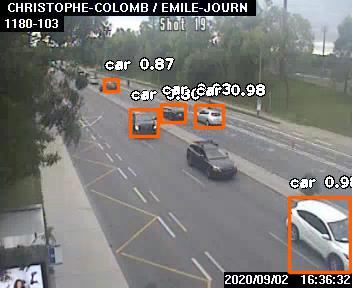 CHRISTOPHE-COLOMB / EMILE-JOURN
1180-103
Shot 19
car 0.87
car
car 0.98
car 0.98
2020/09/02 16:36:32